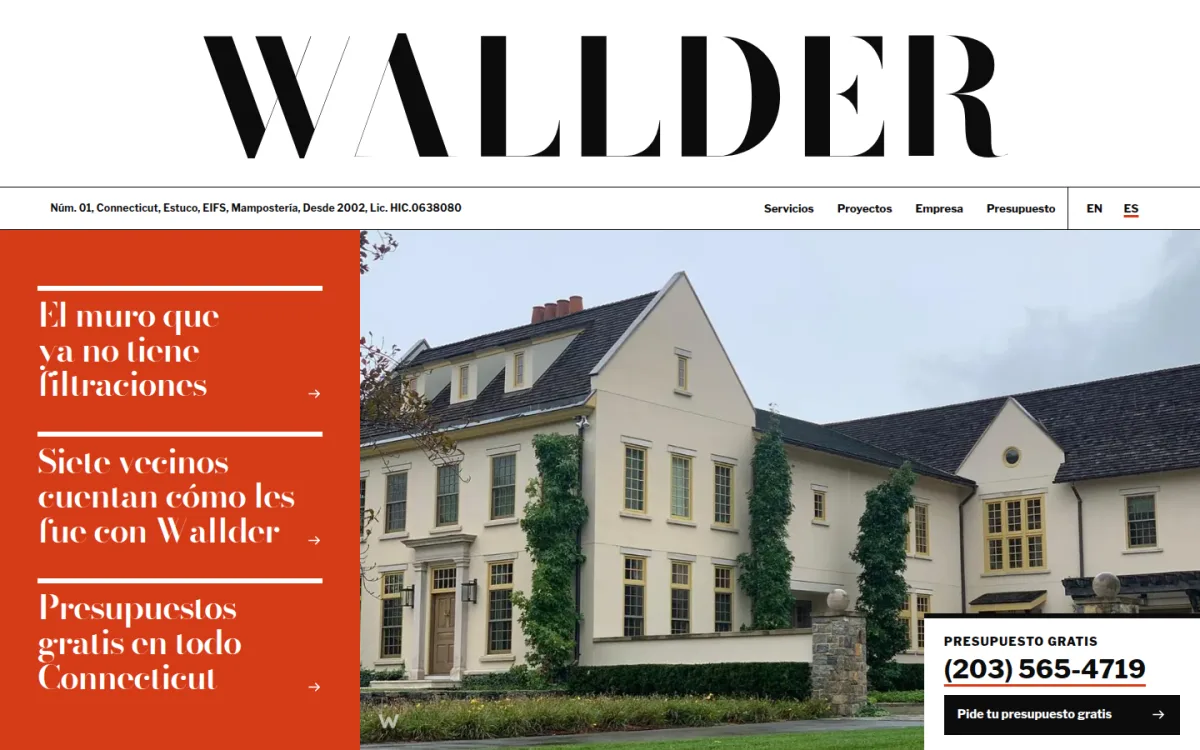 WALLDER
Núm. 01, Connecticut, Estuco, EIFS, Mampostería, Desde 2002, Lic. HIC.0638080
Servicios
Proyectos
Empresa
Presupuesto
EN
ES
El muro que
ya no tiene
filtraciones
Siete vecinos
cuentan cómo les
fue con Wallder
Presupuestos
gratis en todo
Connecticut
W
PRESUPUESTO GRATIS
(203) 565-4719
Pide tu presupuesto gratis